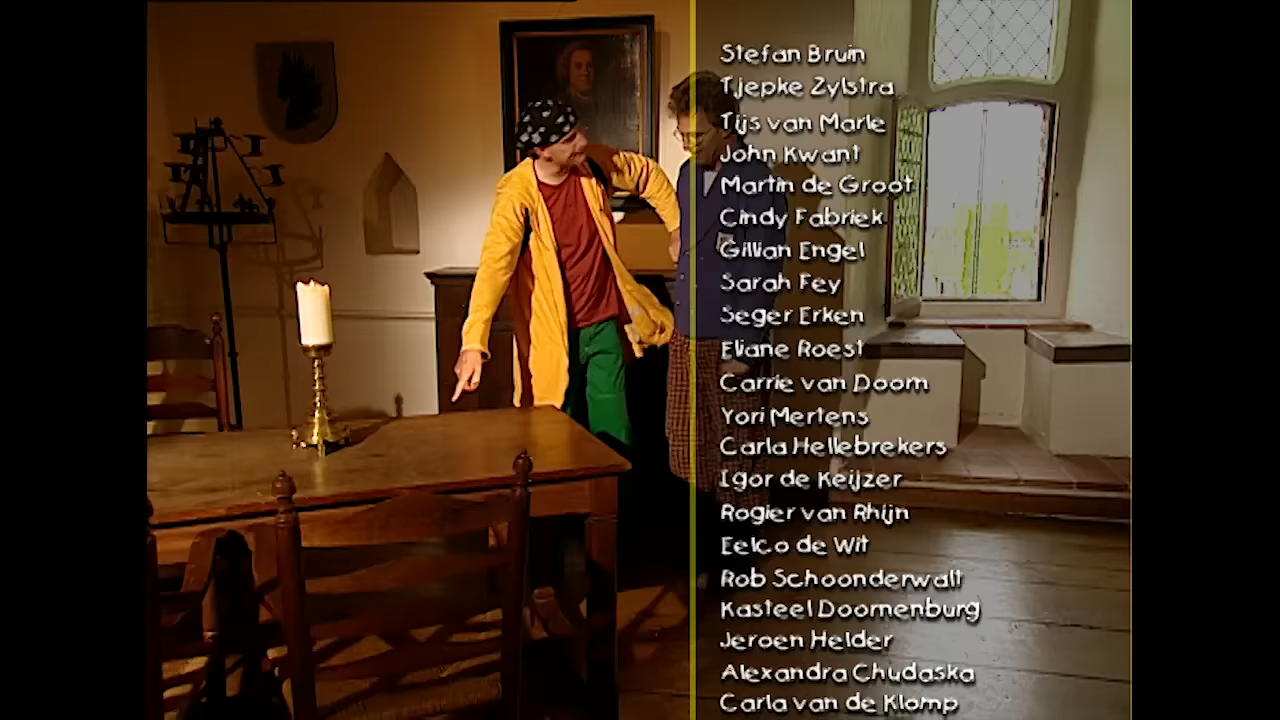 Stefan Bruin
Tjepke Zylstra
Tijs van Marle
John Kwant
Martin de Groot
Cindy Fabriek
Gillian Engel
Sarah Fey
Seger Erken
Eliane Roest
Carrie van Doorn
Yori Mertens
Carla Hellebrekers
Igor de Keijzer
Rogier van Rhijn
Eelco de Wit
Rob Schoonderwalt
Kasteel Doornenburg
Jeroen Helder
Alexandra Chudaska
Carla van de Klomp